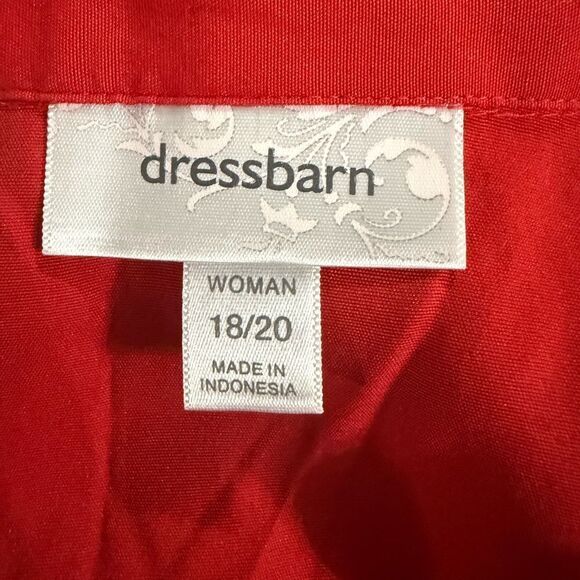 dressbarn
WOMAN
18/20
MADE IN
INDONESIA